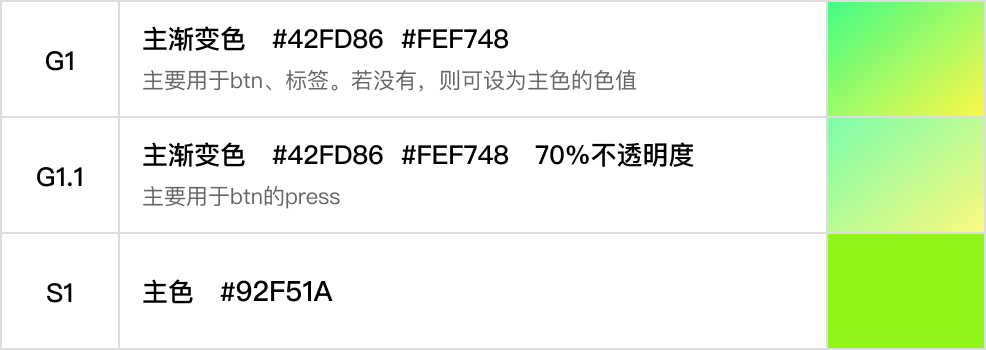 G1
主渐变色 #42FD86 #FEF748
主要用于btn、标签。若没有，则可设为主色的色值
G1.1
主渐变色 #42FD86 #FEF748 70%不透明度
主要用于btn的press
S1
主色 #92F51A